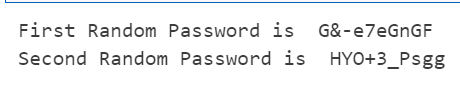 First Random Password is  G&-e7eGnGF
Second Random Password is  HYO+3_Psgg